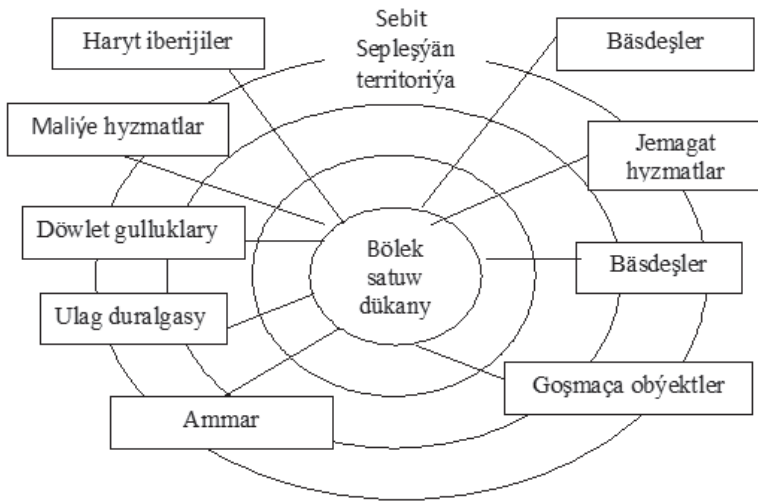 Sebit
Sepleşýän
territoriýa
Haryt iberijiler
Bäsdeşler
Maliýe hyzmatlar
Jemagat
hyzmatlar
Döwlet gulluklary
Bölek
satuw
dükany
Bäsdeşler
Ulag duralgasy
Goşmaça obýektler
Ammar